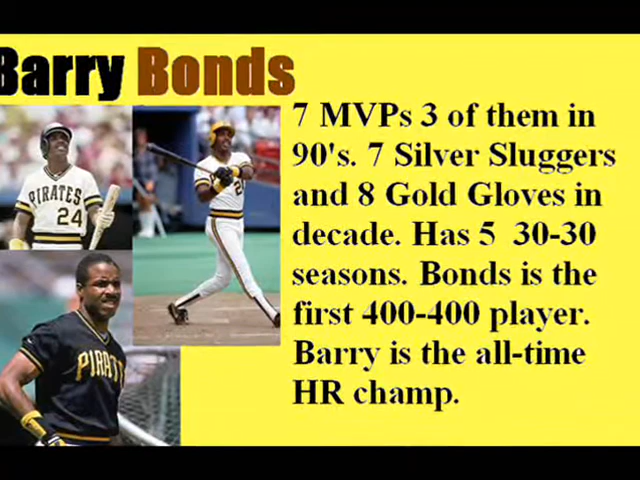 Barry Bonds
7 MVPs 3 of them in
90's. 7 Silver Sluggers
and 8 Gold Gloves in
decade. Has 5 30-30
seasons. Bonds is the
first 400-400 player.
Barry is the all-time
HR champ.
PIRATES
24
PIRAT